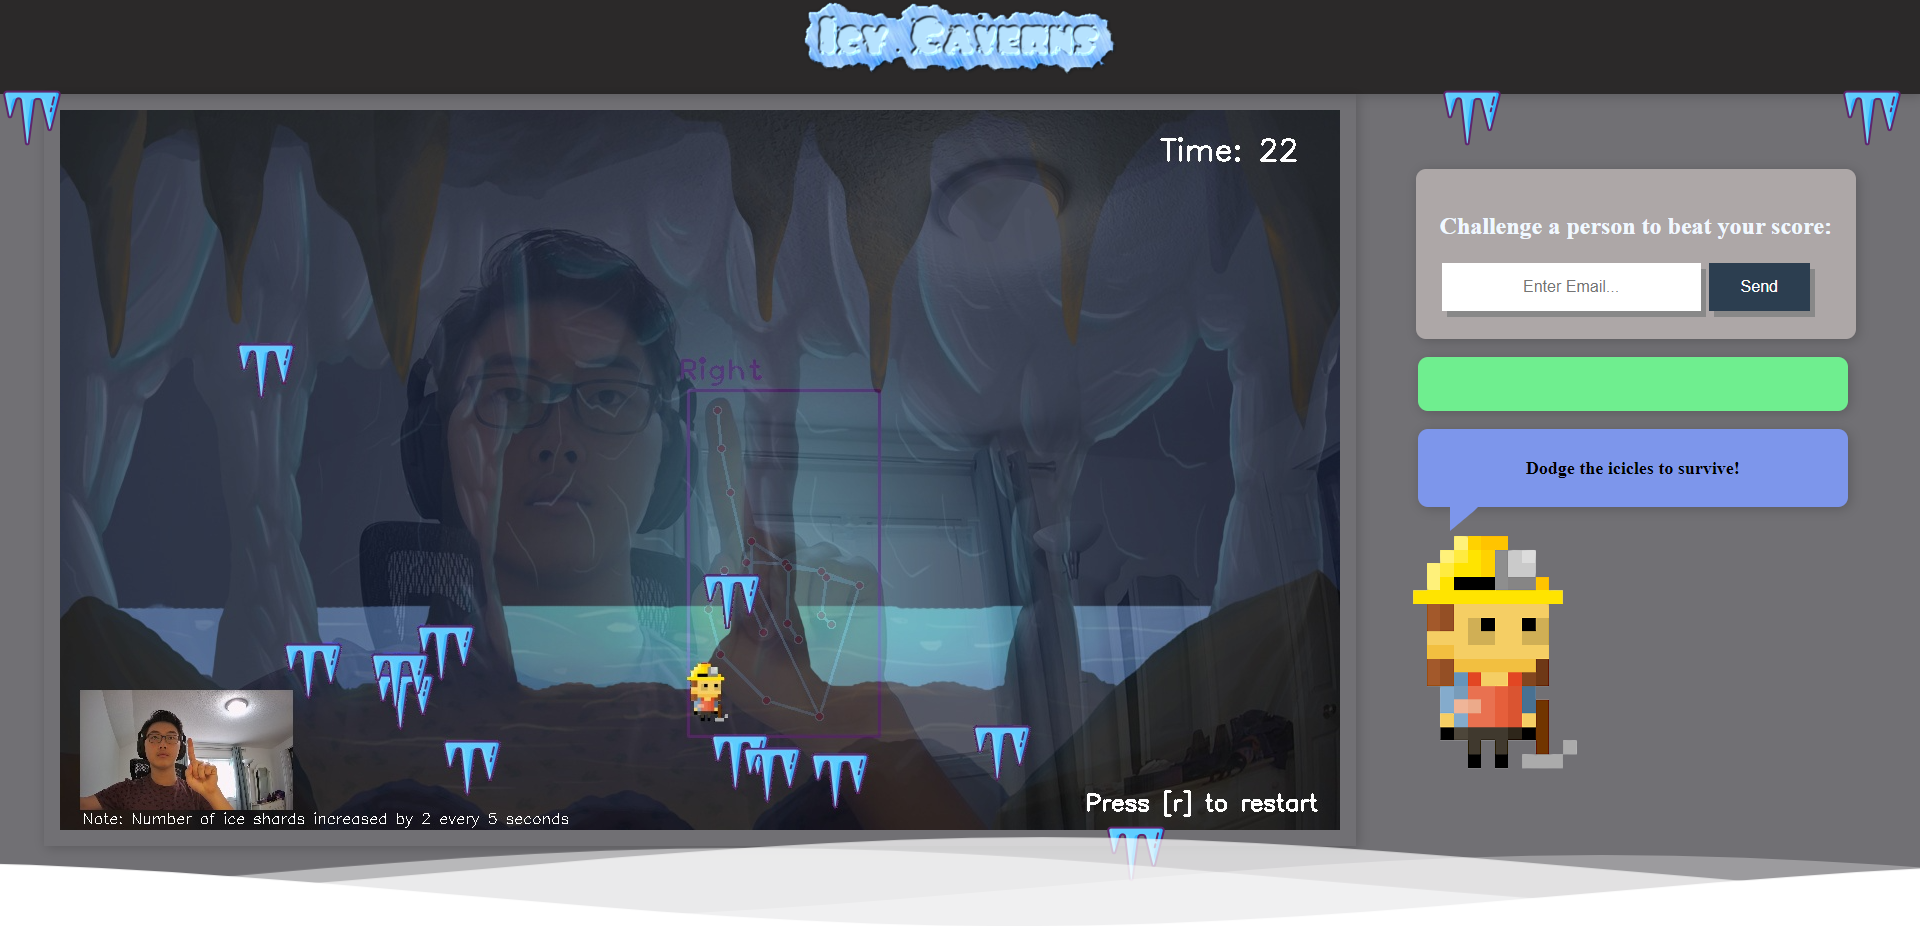 Icy Caverns
Time: 22
Right
Challenge a person to beat your score:
Enter Email...
Send
Dodge the icicles to survive!
Press [r] to restart
Note: Number of ice shards increased by 2 every 5 seconds